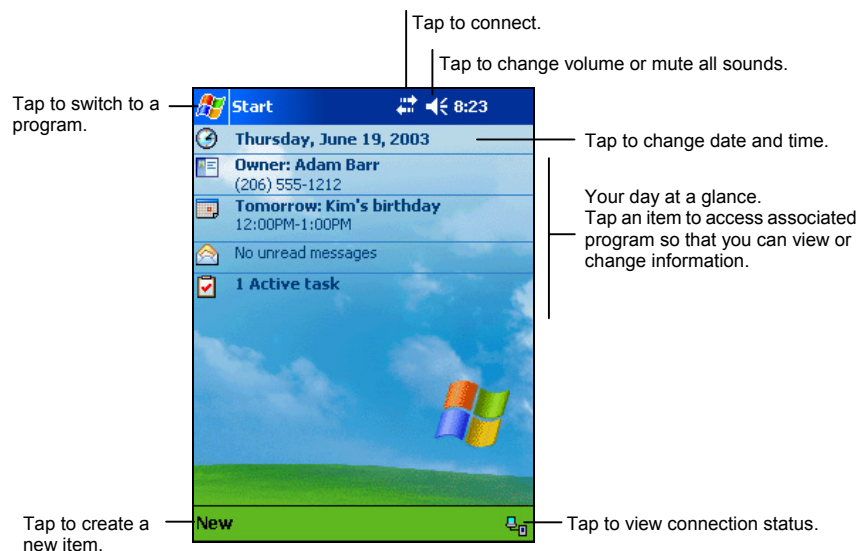 Tap to connect.
Tap to change volume or mute all sounds.
Tap to switch to a
program.
Start 8:23
Thursday, June 19, 2003
Tap to change date and time.
Owner: Adam Barr
(206) 555-1212
Tomorrow: Kim's birthday
12:00PM-1:00PM
No unread messages
1 Active task
Your day at a glance.
Tap an item to access associated
program so that you can view or
change information.
Tap to create a
new item.
New
Tap to view connection status.